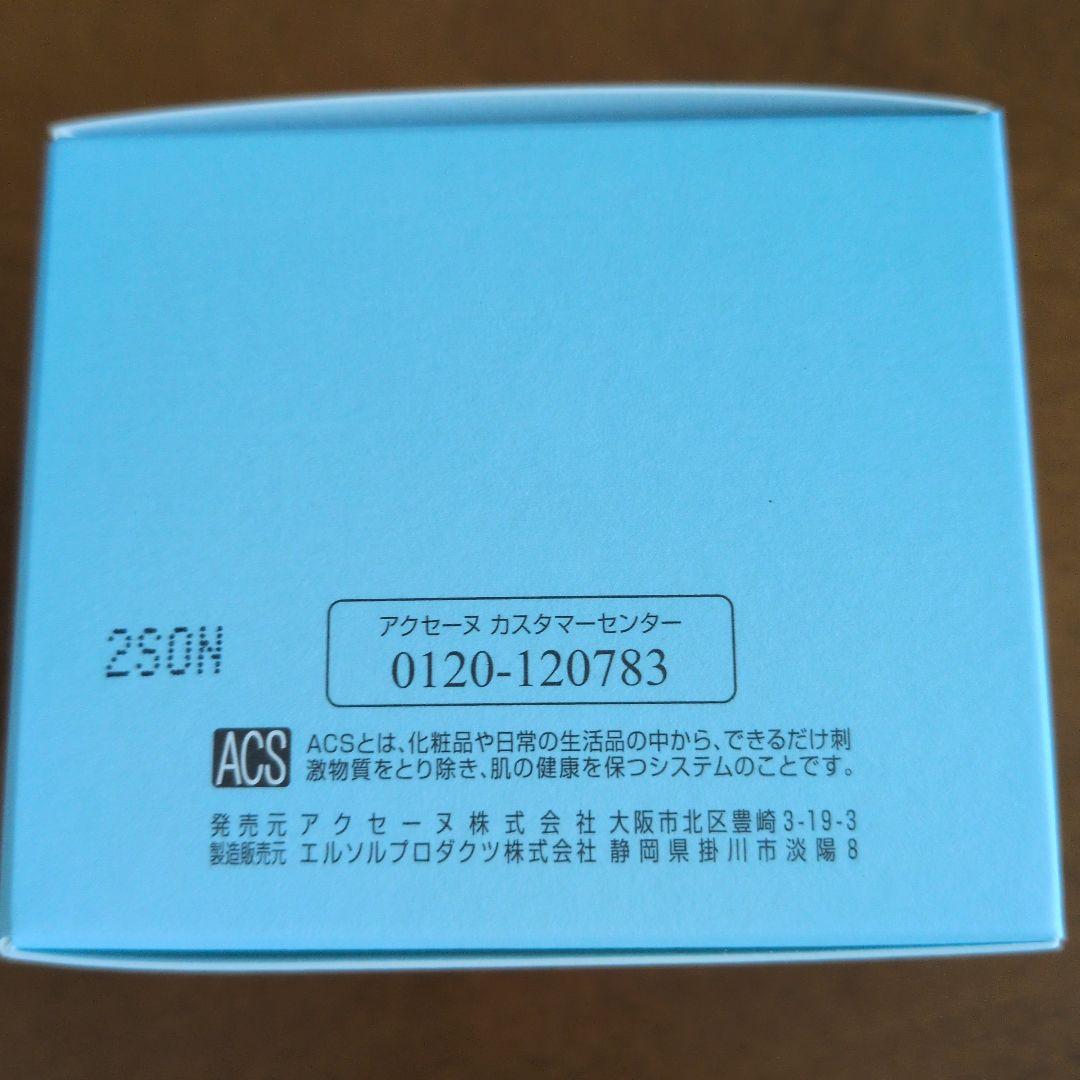 アクセーヌ カスタマーセンター
0120-120783
2SON
ACS
ACSとは、化粧品や日常の生活品の中から、できるだけ刺
激物質をとり除き、肌の健康を保つシステムのことです。
発売元 アクセーヌ株式会社 大阪市北区豊崎3-19-3
製造販売元 エルソルプロダクツ株式会社 静岡県掛川市淡陽8